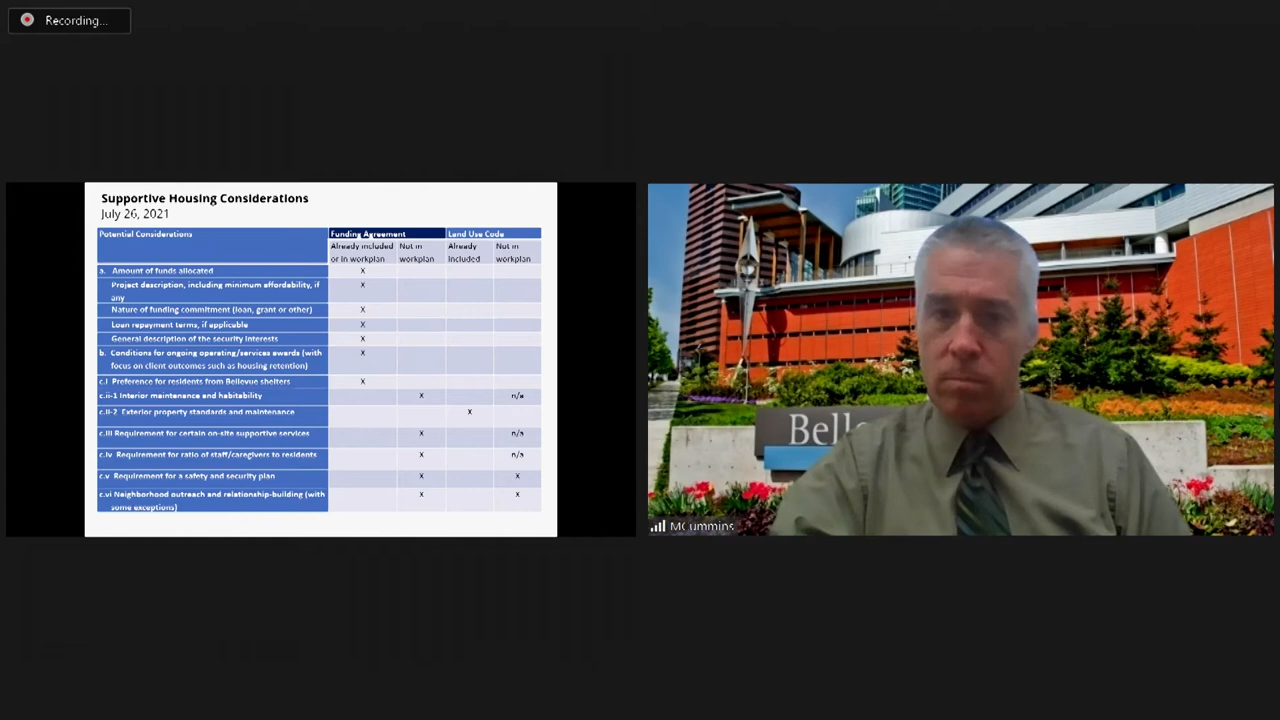 Recording...
Supportive Housing Considerations
July 26, 2021
Potential Considerations
Funding Agreement
Land Use Code
Already included or in workplan
Not in workplan
Already included
Not in workplan
a. Amount of funds allocated X
Project description, including minimum affordability, if X
any
Nature of funding commitment (loan, grant or other) X
Loan repayment terms, if applicable X
General description of the security interests X
b. Conditions for ongoing operating/services awards (with X
focus on client outcomes such as housing retention)
c.i Preference for residents from Bellevue shelters X
c.ii-1 Interior maintenance and habitability X n/a
c.ii-2 Exterior property standards and maintenance X
c.iii Requirement for certain on-site supportive services X n/a
c.iv Requirement for ratio of staff/caregivers to residents X n/a
c.v Requirement for a safety and security plan X X
c.vi Neighborhood outreach and relationship-building (with X X
some exceptions)
Belle
MCummins